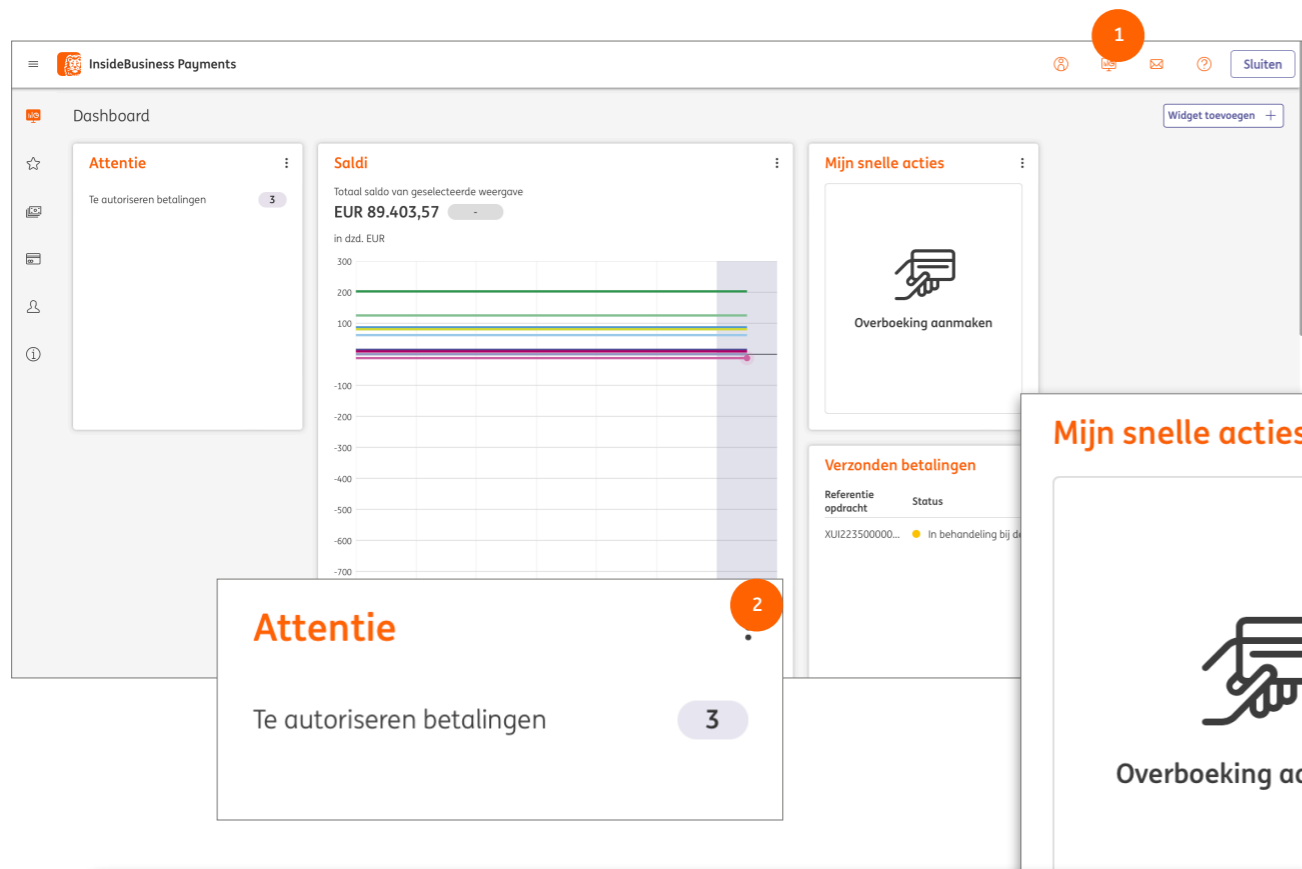 1
InsideBusiness Payments
Sluiten
Dashboard
Widget toevoegen
Attentie
Te autoriseren betalingen 3
Saldi
Totaal saldo van geselecteerde weergave
EUR 89.403,57 -
in dzd. EUR
300
200
100
-100
-200
-300
-400
-500
-600
-700
Mijn snelle acties
Overboeking aanmaken
Verzonden betalingen
Referentie opdracht Status
XUI223500000... In behandeling bij de
2
Attentie
Te autoriseren betalingen 3
Mijn snelle acties
Overboeking